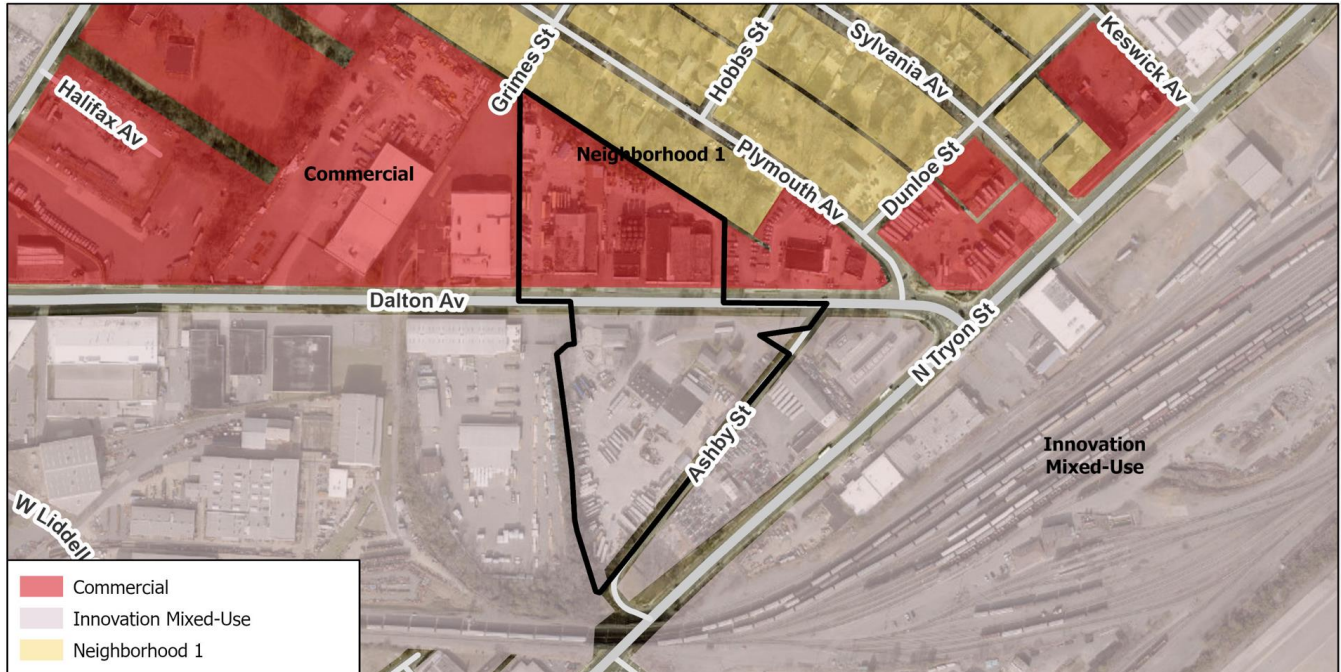 Keswick Av
Grimes St
Hobbs St
Sylvania Av
Halifax Av
Neighborhood 1
Plymouth Av
Commercial
Dunloe St
Dalton Av
N Tryon St
Ashby St
Innovation
Mixed-Use
W Liddell
Commercial
Innovation Mixed-Use
Neighborhood 1